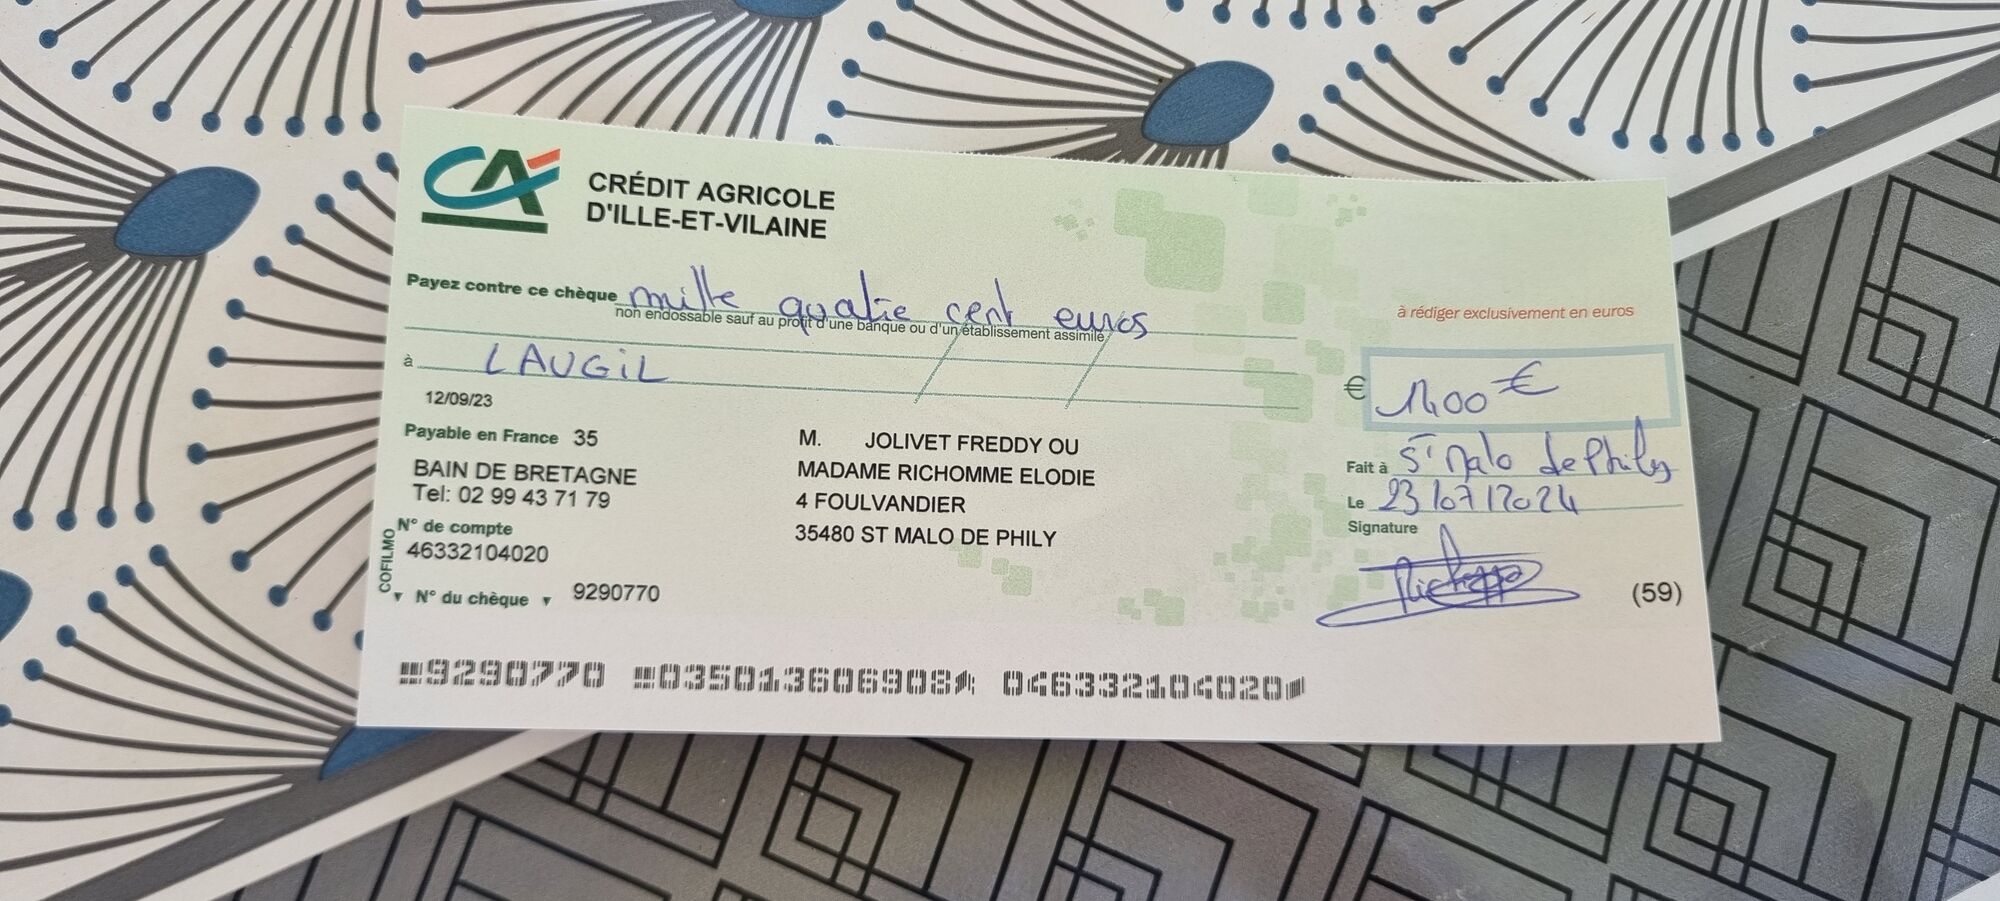 CA
CRÉDIT AGRICOLE
D'ILLE-ET-VILAINE
Payez contre ce chèque mille quatre cent euros
non endossable sauf au profit d'une banque ou d'un établissement assimilé
à rédiger exclusivement en euros
à LAUGIL
€ 1400 €
12/09/23
Payable en France 35
BAIN DE BRETAGNE
Tel: 02 99 43 71 79
N° de compte
46332104020
COFILMO
N° du chèque 9290770
M. JOLIVET FREDDY OU
MADAME RICHOMME ELODIE
4 FOULVANDIER
35480 ST MALO DE PHILY
Fait à St Malo de Phily
Le 23/07/2024
Signature
(59)
9290770 035013606908 046332104020